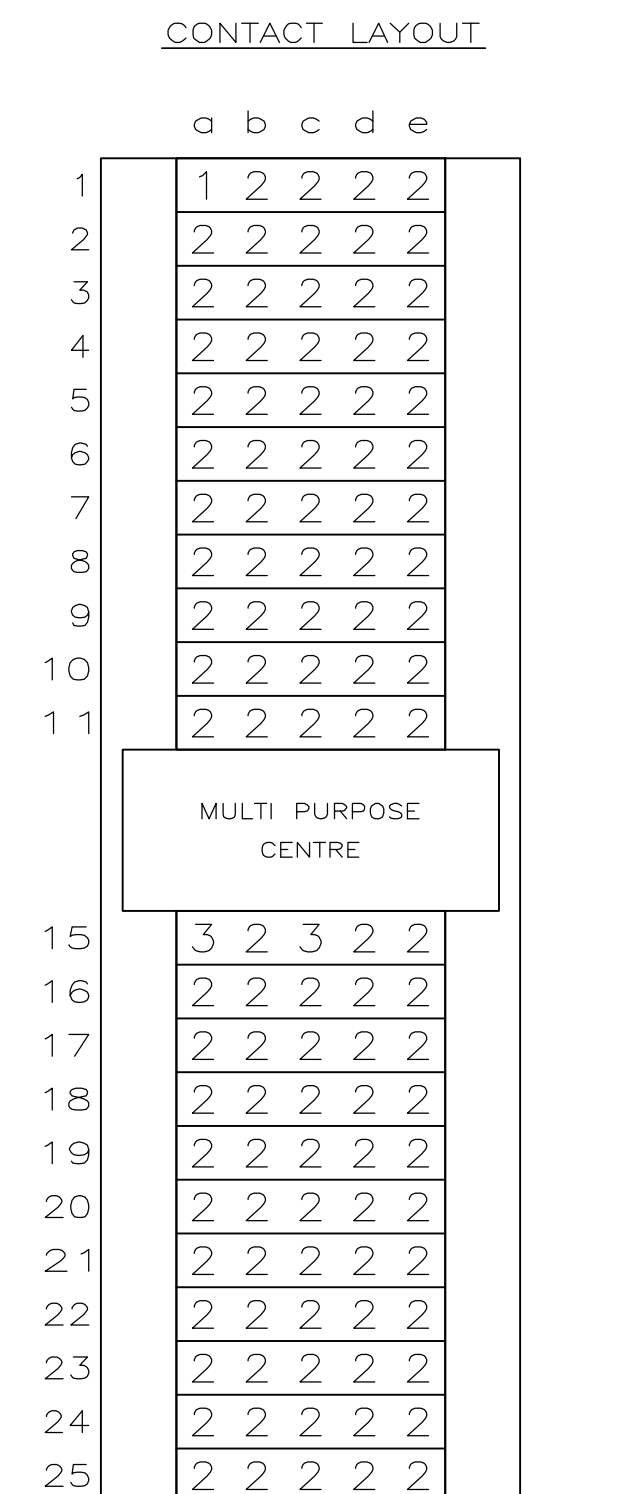 CONTACT LAYOUT
a b c d e
1 1 2 2 2 2
2 2 2 2 2 2
3 2 2 2 2 2
4 2 2 2 2 2
5 2 2 2 2 2
6 2 2 2 2 2
7 2 2 2 2 2
8 2 2 2 2 2
9 2 2 2 2 2
10 2 2 2 2 2
11 2 2 2 2 2
MULTI PURPOSE
CENTRE
15 3 2 3 2 2
16 2 2 2 2 2
17 2 2 2 2 2
18 2 2 2 2 2
19 2 2 2 2 2
20 2 2 2 2 2
21 2 2 2 2 2
22 2 2 2 2 2
23 2 2 2 2 2
24 2 2 2 2 2
25 2 2 2 2 2